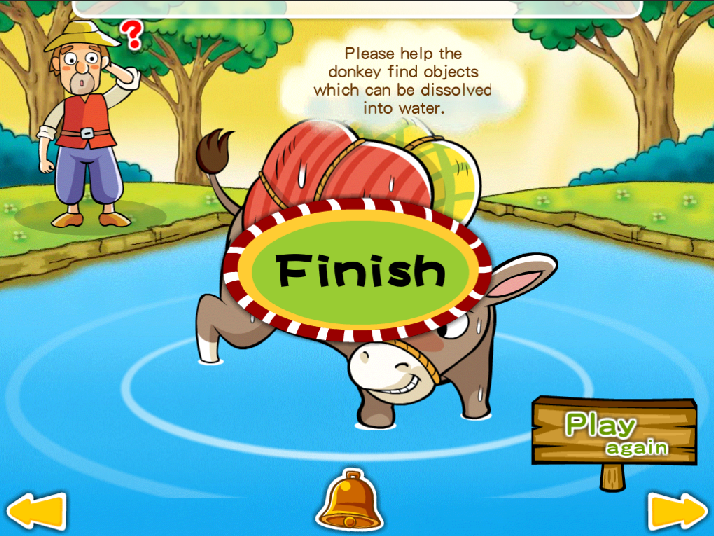 ?
Please help the
donkey find objects
which can be dissolved
into water.
Finish
Play
again